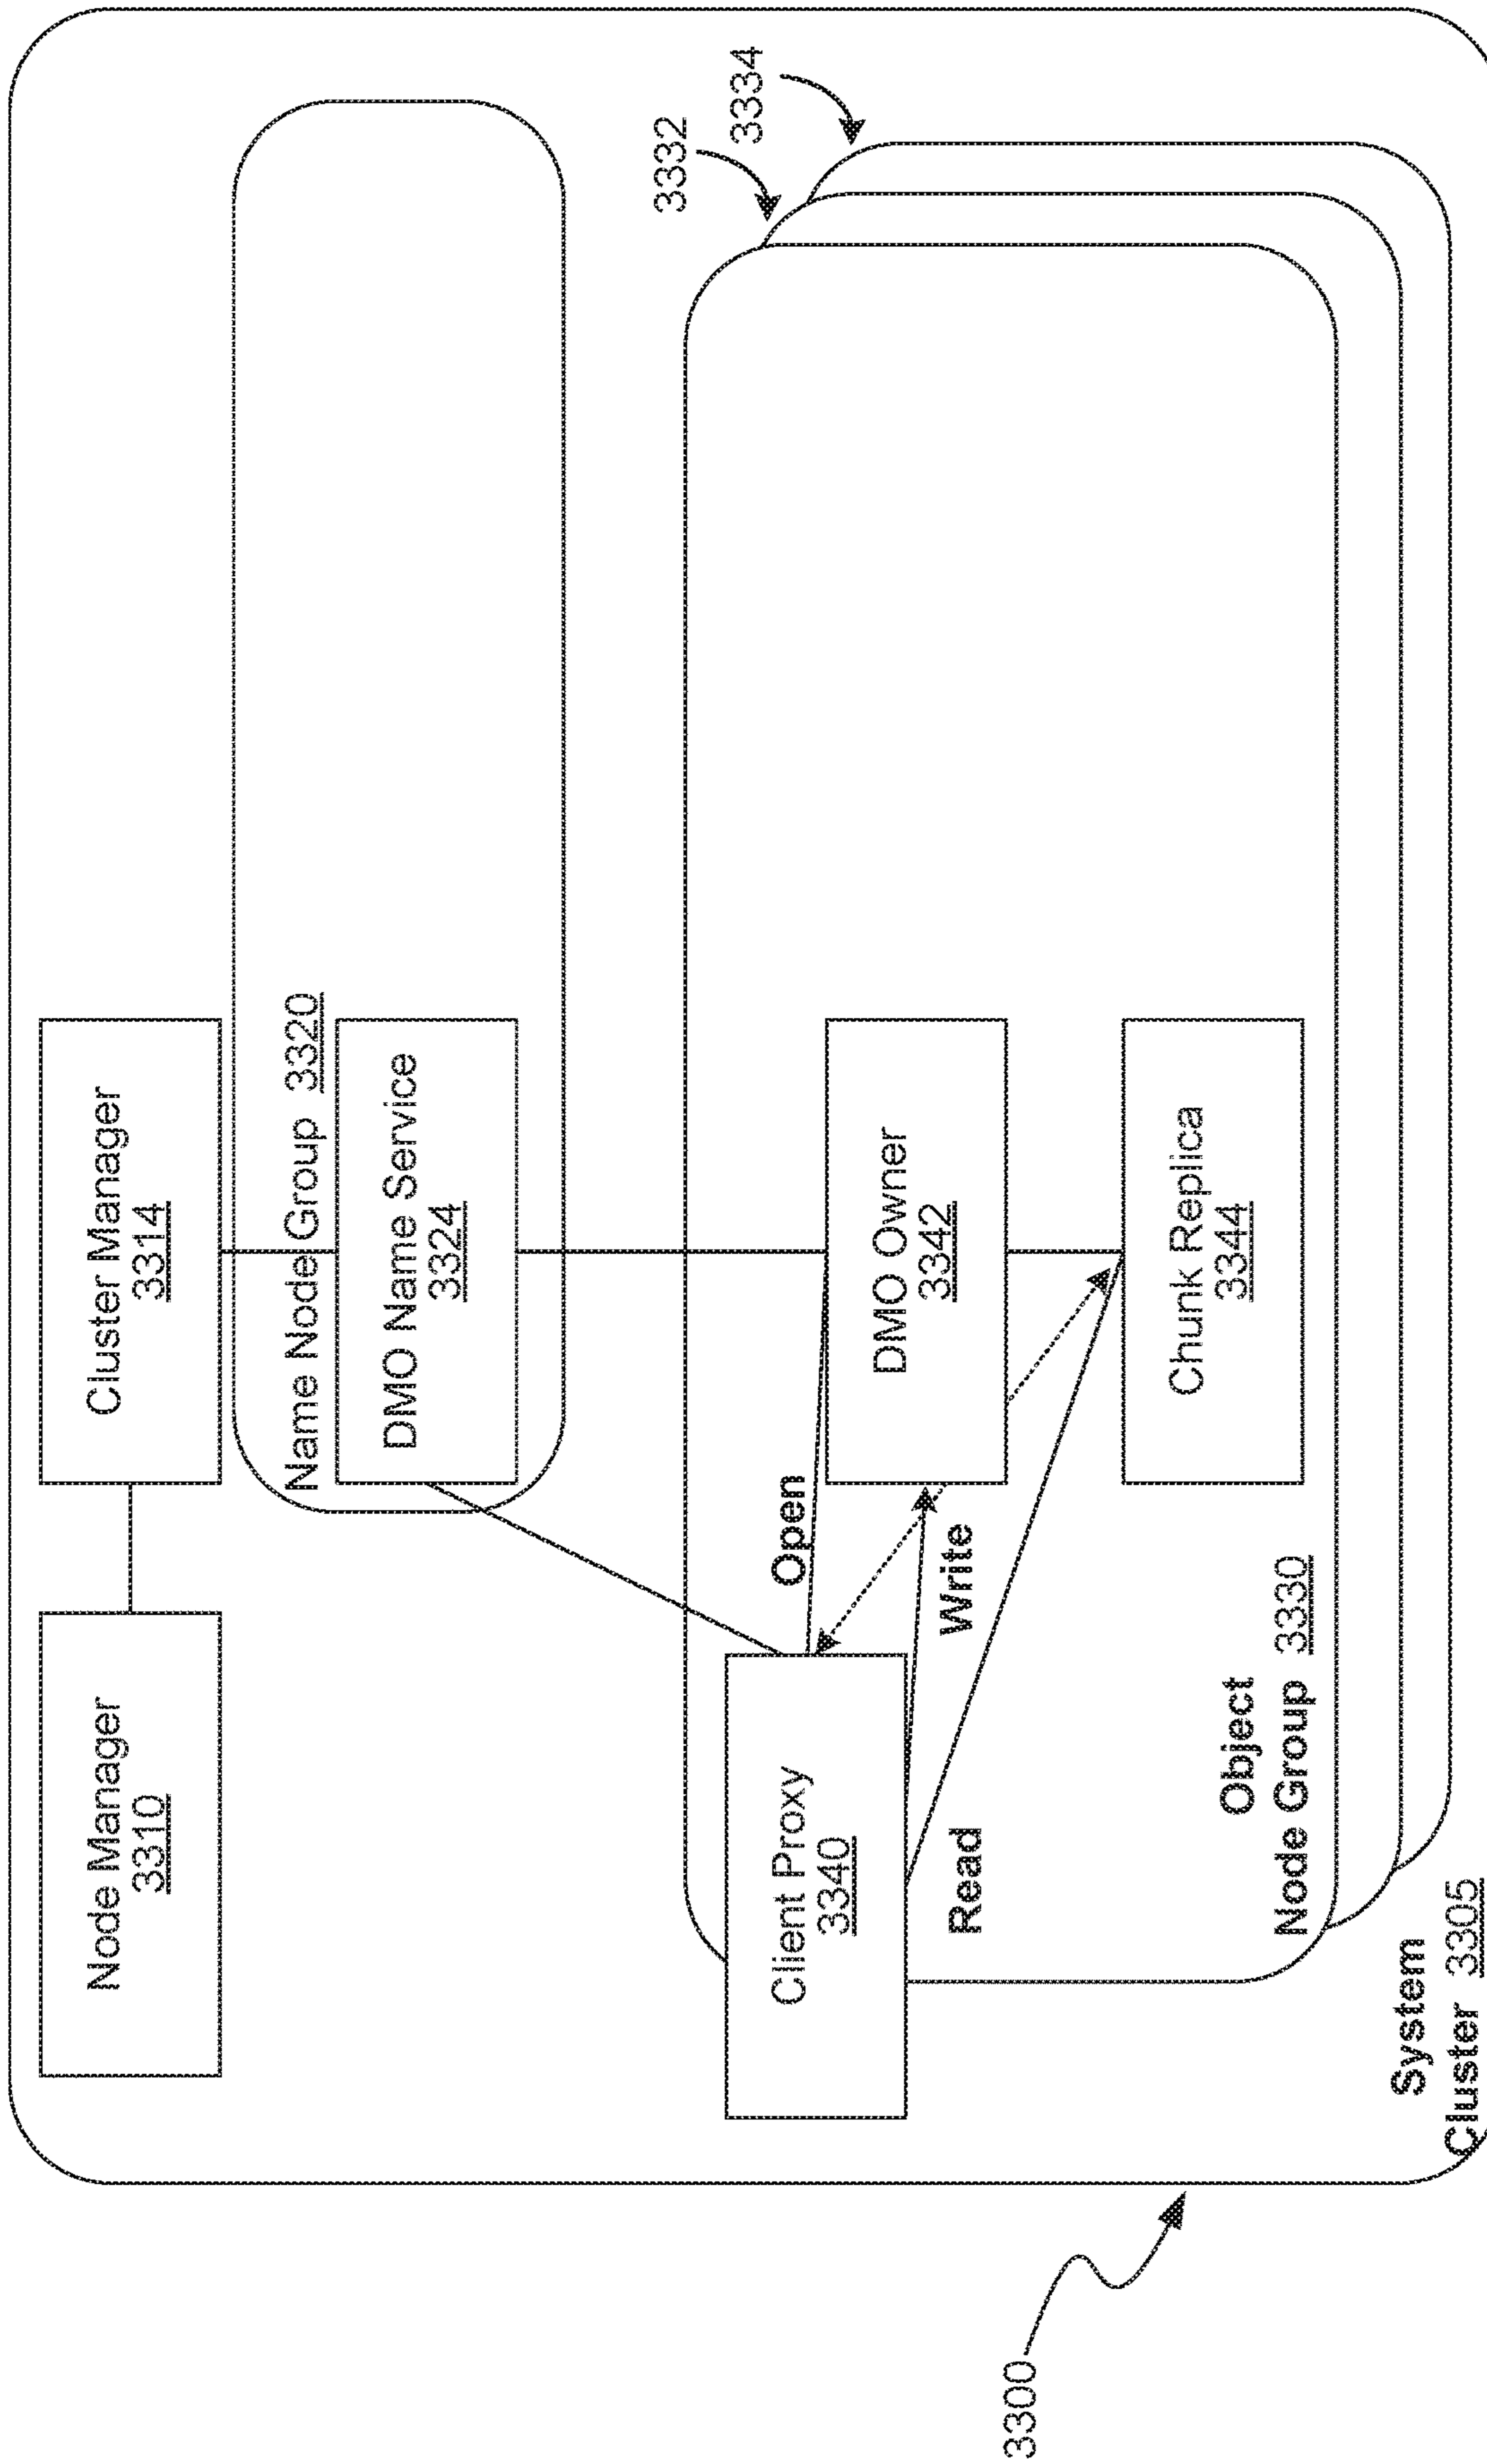 Node Manager
3310
Cluster Manager
3314
Name Node Group 3320
DMO Name Service
3324
3332
3334
Client Proxy
3340
Open
DMO Owner
3342
Write
Read
Chunk Replica
3344
Object
Node Group 3330
System
Cluster 3305
3300